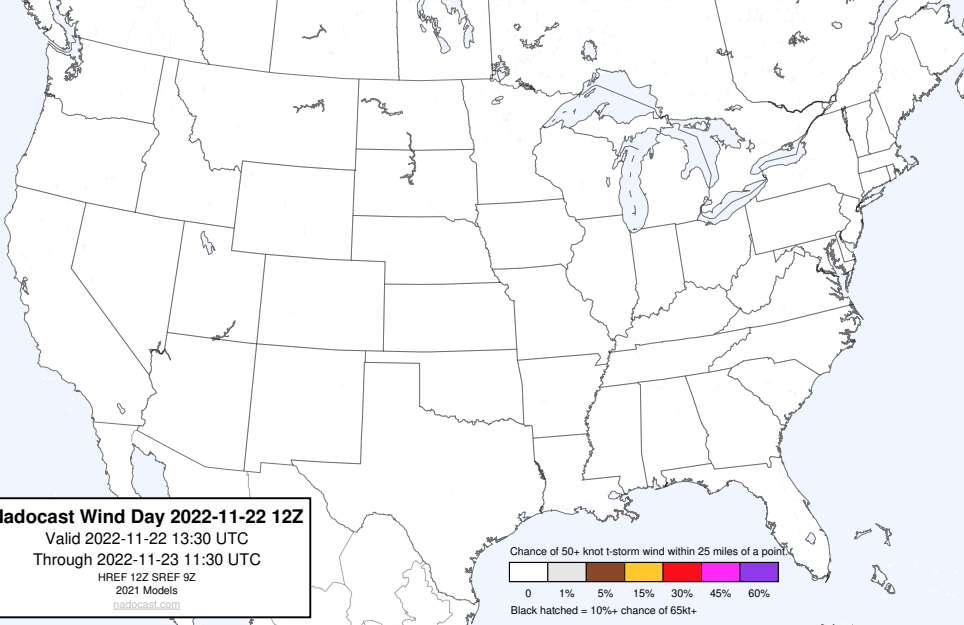 Nadocast Wind Day 2022-11-22 12Z
Valid 2022-11-22 13:30 UTC
Through 2022-11-23 11:30 UTC
HREF 12Z SREF 9Z
2021 Models
nadocast.com
Chance of 50+ knot t-storm wind within 25 miles of a point.
0 1% 5% 15% 30% 45% 60%
Black hatched = 10%+ chance of 65kt+